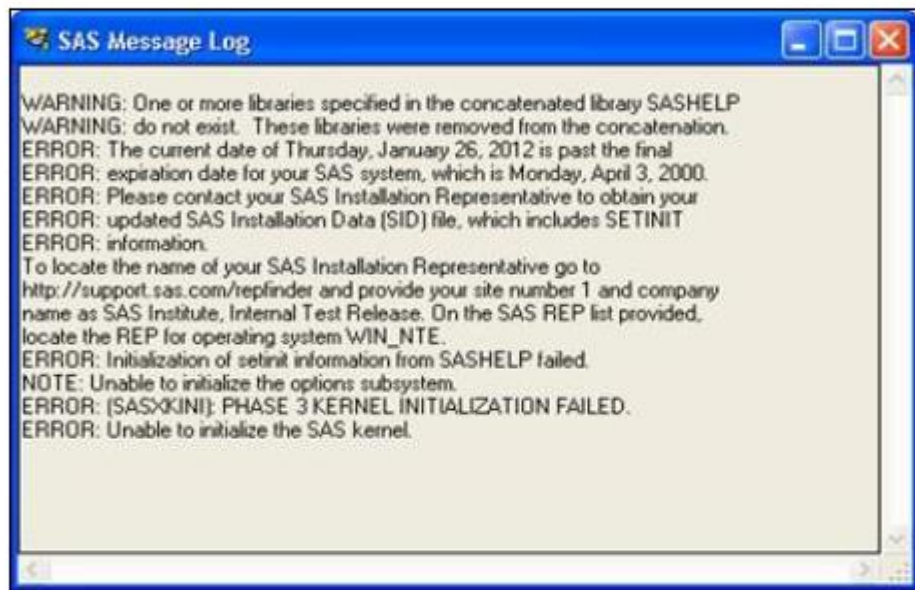 SAS Message Log
WARNING: One or more libraries specified in the concatenated library SASHELP
WARNING: do not exist.  These libraries were removed from the concatenation.
ERROR: The current date of Thursday, January 26, 2012 is past the final
ERROR: expiration date for your SAS system, which is Monday, April 3, 2000.
ERROR: Please contact your SAS Installation Representative to obtain your
ERROR: updated SAS Installation Data (SID) file, which includes SETINIT
ERROR: information.
To locate the name of your SAS Installation Representative go to
http://support.sas.com/repfinder and provide your site number 1 and company
name as SAS Institute, Internal Test Release. On the SAS REP list provided,
locate the REP for operating system WIN_NTE.
ERROR: Initialization of setinit information from SASHELP failed.
NOTE: Unable to initialize the options subsystem.
ERROR: (SASXKINI): PHASE 3 KERNEL INITIALIZATION FAILED.
ERROR: Unable to initialize the SAS kernel.